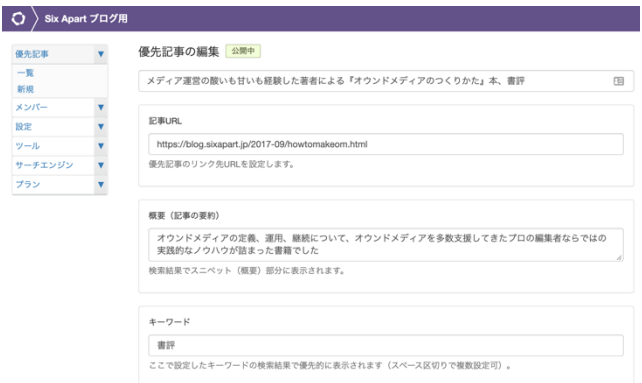 Six Apart ブログ用
優先記事
一覧
新規
メンバー
設定
ツール
サーチエンジン
プラン
優先記事の編集 公開中
メディア運営の酸いも甘いも経験した著者による『オウンドメディアのつくりかた』本、書評
記事URL
https://blog.sixapart.jp/2017-09/howtomakeom.html
優先記事のリンク先URLを設定します。
概要（記事の要約）
オウンドメディアの定義、運用、継続について、オウンドメディアを多数支援してきたプロの編集者ならではの
実践的なノウハウが詰まった書籍でした
検索結果でスニペット（概要）部分に表示されます。
キーワード
書評
ここで設定したキーワードの検索結果で優先的に表示されます（スペース区切りで複数設定可）。